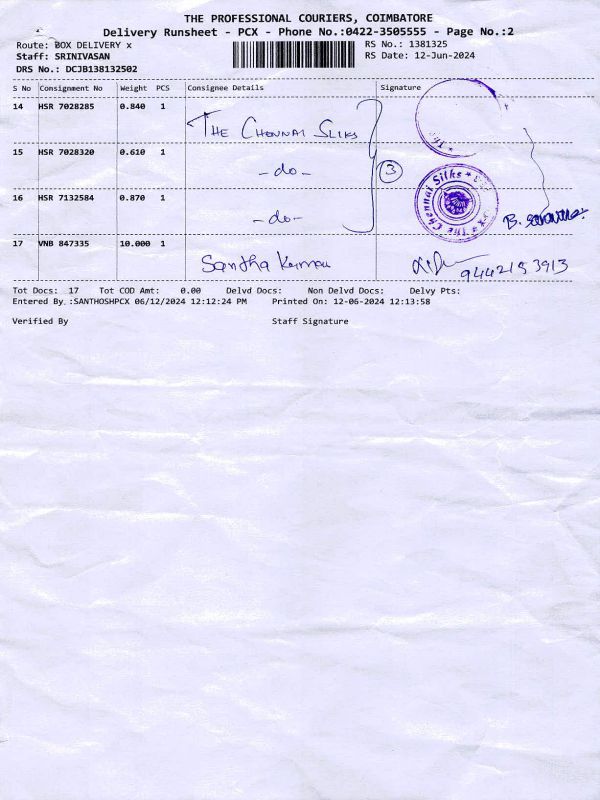 THE PROFESSIONAL COURIERS, COIMBATORE
Delivery Runsheet - PCX - Phone No.:0422-3505555 - Page No.:2
Route: BOX DELIVERY x RS No.: 1381325
Staff: SRINIVASAN RS Date: 12-Jun-2024
DRS No.: DCJB138132502
S No Consignment No Weight PCS Consignee Details Signature
14 HSR 7028285 0.840 1
THE CHENNAI SLIKS
15 HSR 7028320 0.610 1
-do- 3
The Chennai Silks
16 HSR 7132584 0.870 1
-do- B.
17 VNB 847335 10.000 1
Santha Kumar 9442153913
Tot Docs: 17 Tot COD Amt: 0.00 Delvd Docs: Non Delvd Docs: Delvy Pts:
Entered By :SANTHOSHPCX 06/12/2024 12:12:24 PM Printed On: 12-06-2024 12:13:58
Verified By Staff Signature